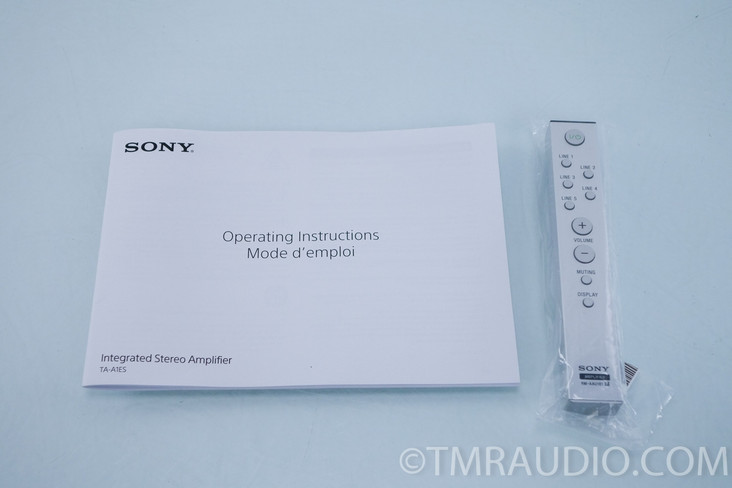 SONY®
Operating Instructions
Mode d'emploi
Integrated Stereo Amplifier
TA-A1ES
I/⏻
LINE 1
LINE 2
LINE 3
LINE 4
LINE 5
+
VOLUME
−
MUTING
DISPLAY
SONY
AMPLIFIER
©TMRAUDIO.COM